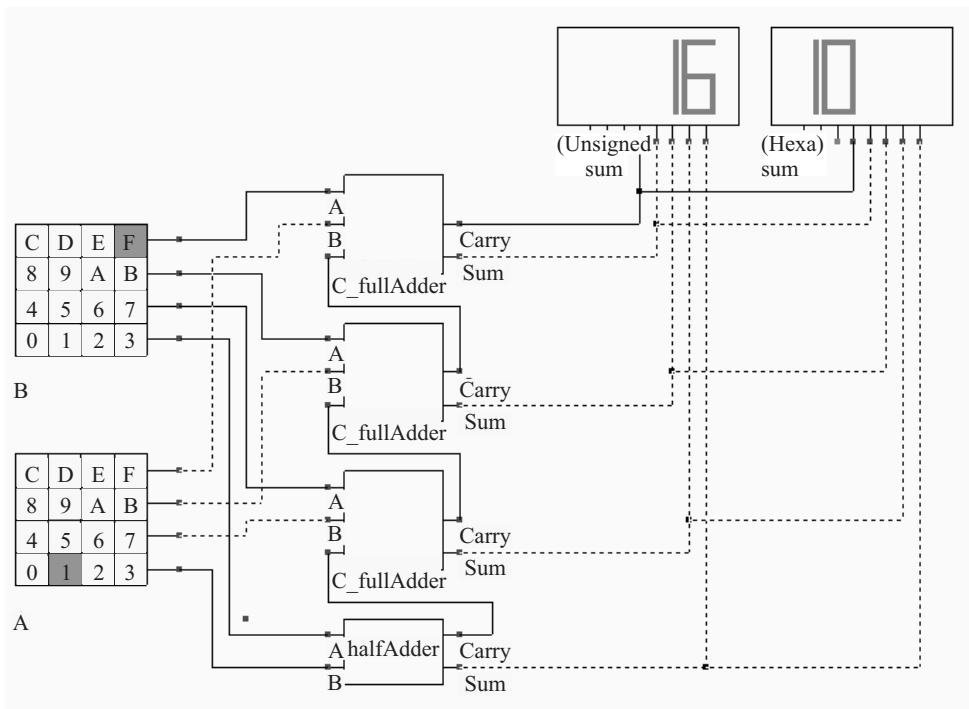 16 10
(Unsigned sum
(Hexa) sum
C D E F
8 9 A B
4 5 6 7
0 1 2 3
B
C D E F
8 9 A B
4 5 6 7
0 1 2 3
A
A
B
C_fullAdder
Carry
Sum
A
B
C_fullAdder
Carry
Sum
A
B
C_fullAdder
Carry
Sum
A halfAdder
B
Carry
Sum